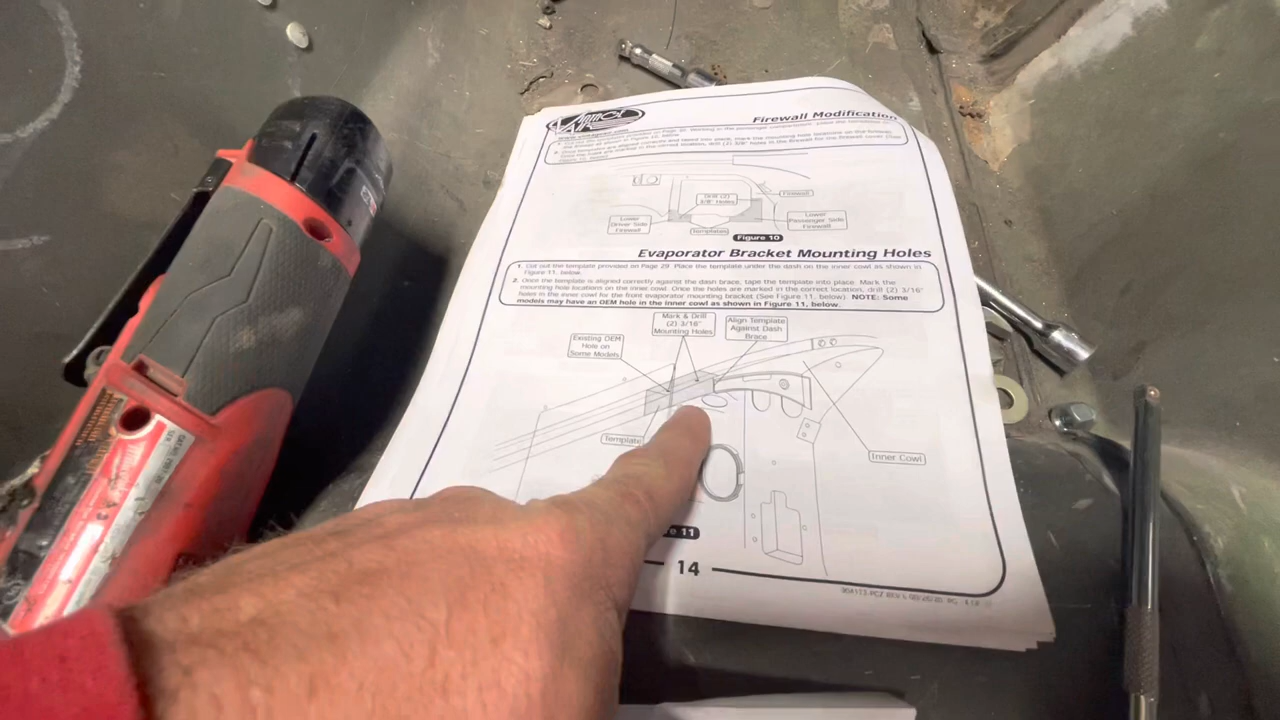 Vintage Air
www.vintageair.com
Firewall Modification
Drill (2)
3/8" Holes
Firewall
Lower
Driver Side
Firewall
Lower
Passenger Side
Firewall
Templates
Figure 10
Evaporator Bracket Mounting Holes
1. Cut out the template provided on Page 29. Place the template under the dash on the inner cowl as shown in
Figure 11, below.
2. Once the template is aligned correctly against the dash brace, tape the template into place. Mark the
mounting hole locations on the inner cowl. Once the holes are marked in the correct location, drill (2) 3/16"
holes in the inner cowl for the front evaporator mounting bracket (See Figure 11, below). NOTE: Some
models may have an OEM hole in the inner cowl as shown in Figure 11, below.
Mark & Drill
(2) 3/16"
Mounting Holes
Align Template
Against Dash
Brace
Existing OEM
Hole on
Some Models
Template
Inner Cowl
11
14